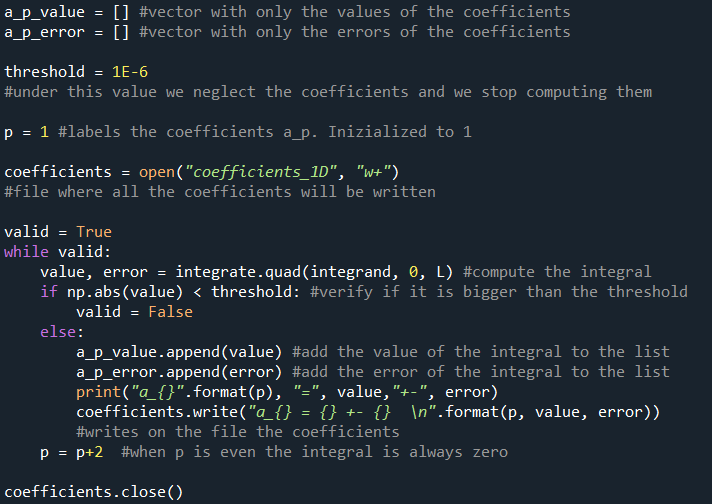 a_p_value = [] #vector with only the values of the coefficients
a_p_error = [] #vector with only the errors of the coefficients
threshold = 1E-6
#under this value we neglect the coefficients and we stop computing them
p = 1 #labels the coefficients a_p. Inizialized to 1
coefficients = open("coefficients_1D", "w+")
#file where all the coefficients will be written
valid = True
while valid:
    value, error = integrate.quad(integrand, 0, L) #compute the integral
    if np.abs(value) < threshold: #verify if it is bigger than the threshold
        valid = False
    else:
        a_p_value.append(value) #add the value of the integral to the list
        a_p_error.append(error) #add the error of the integral to the list
        print("a_{}".format(p), "=", value,"+-", error)
        coefficients.write("a_{} = {} +- {}  \n".format(p, value, error))
        #writes on the file the coefficients
    p = p+2  #when p is even the integral is always zero
coefficients.close()